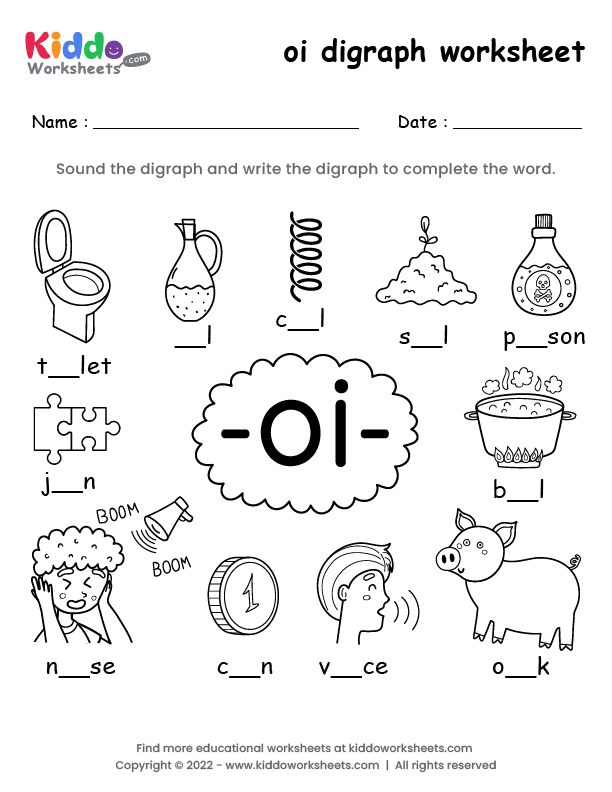 Kiddo
Worksheets .com
oi digraph worksheet
Name : ____________________ Date : __________
Sound the digraph and write the digraph to complete the word.
t__let
__l
c__l
s__l
p__son
j__n
-oi-
b__l
BOOM
BOOM
1
n__se
c__n
v__ce
o__k
Find more educational worksheets at kiddoworksheets.com
Copyright © 2022 - www.kiddoworksheets.com | All rights reserved